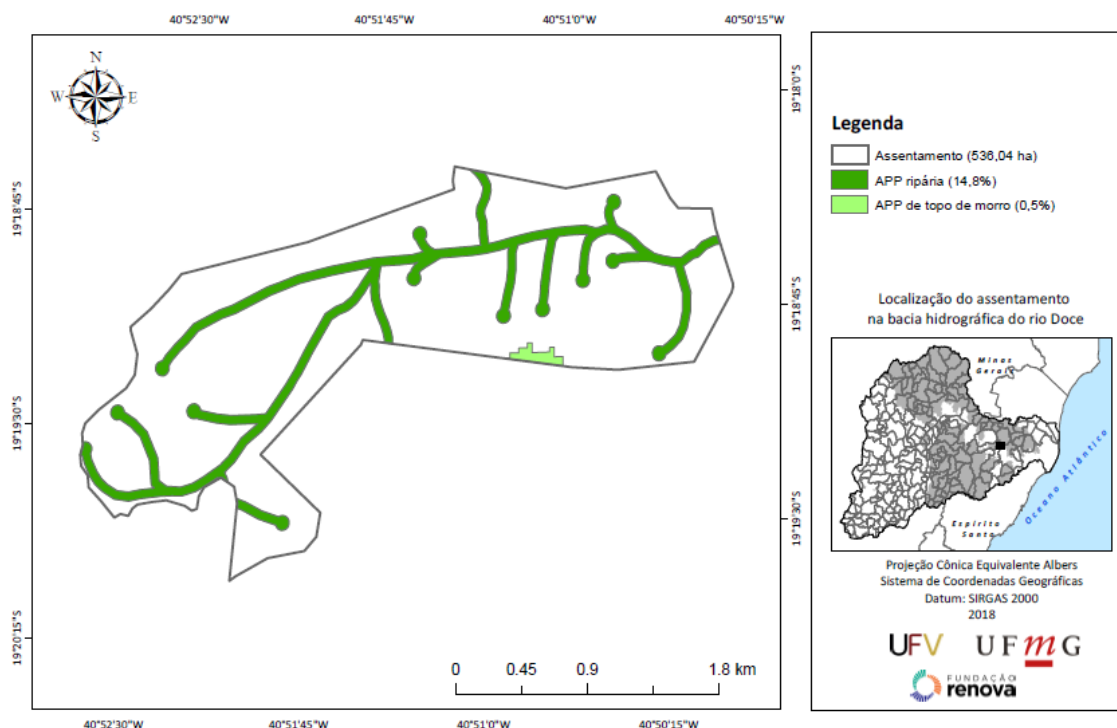 40°52'30"W 40°51'45"W 40°51'0"W 40°50'15"W
N
W E
S
19°18'45"S
19°19'30"S
19°20'15"S
19°18'0"S
19°18'45"S
19°19'30"S
0 0.45 0.9 1.8 km
40°52'30"W 40°51'45"W 40°51'0"W 40°50'15"W
Legenda
Assentamento (536,04 ha)
APP ripária (14,8%)
APP de topo de morro (0,5%)
Localização do assentamento
na bacia hidrográfica do rio Doce
Minas
Gerais
Oceano Atlântico
Espírito
Santo
Projeção Cônica Equivalente Albers
Sistema de Coordenadas Geográficas
Datum: SIRGAS 2000
2018
UFV UFmG
FUNDAÇÃO
renova